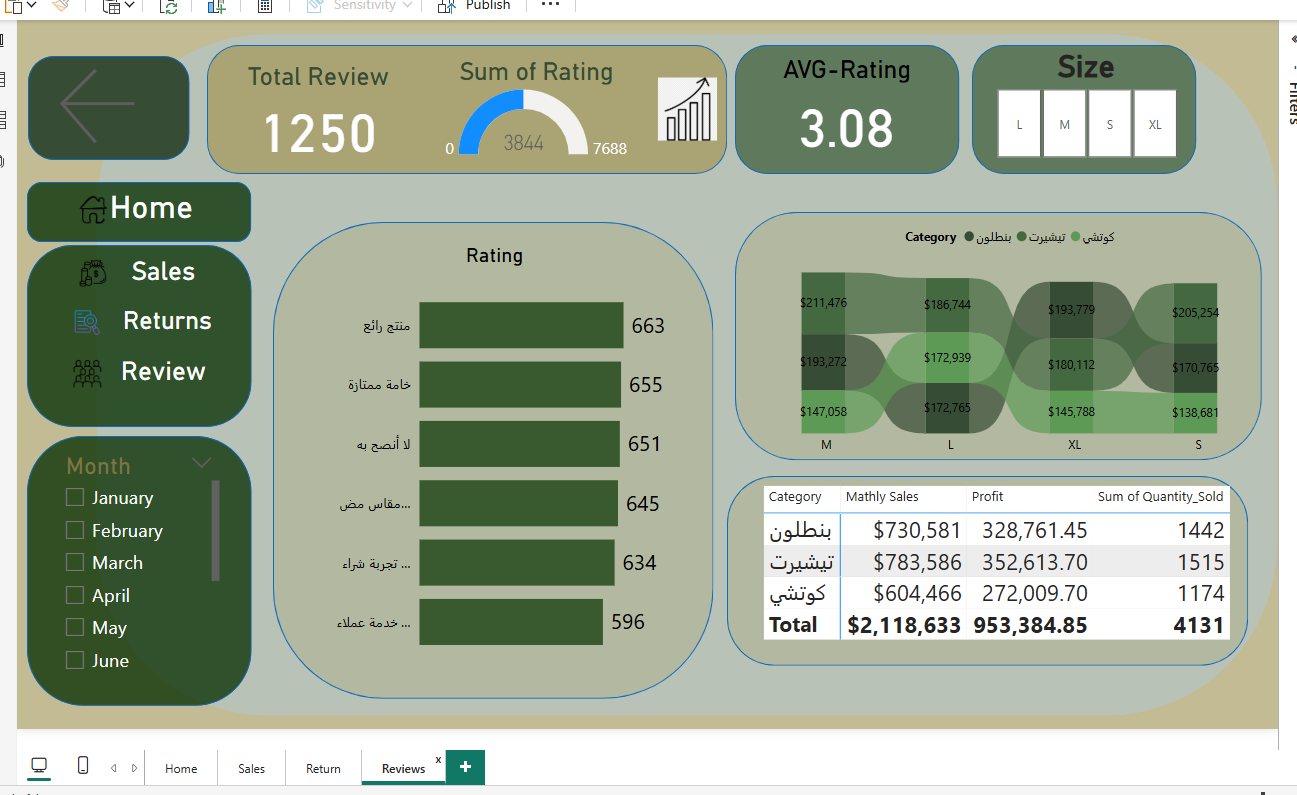 Sensitivity
Publish
Total Review
1250
Sum of Rating
0
3844
7688
AVG-Rating
3.08
Size
L
M
S
XL
Filters
Home
Sales
Returns
Review
Month
January
February
March
April
May
June
Rating
منتج رائع 663
خامة ممتازة 655
لا أنصح به 651
مقاس مض... 645
تجربة شراء ... 634
خدمة عملاء ... 596
Category بنطلون تيشيرت كوتشي
$211,476 $186,744 $193,779 $205,254
$193,272 $172,939 $180,112 $170,765
$147,058 $172,765 $145,788 $138,681
M L XL S
Category Mathly Sales Profit Sum of Quantity_Sold
بنطلون $730,581 328,761.45 1442
تيشيرت $783,586 352,613.70 1515
كوتشي $604,466 272,009.70 1174
Total $2,118,633 953,384.85 4131
Home
Sales
Return
Reviews x
+